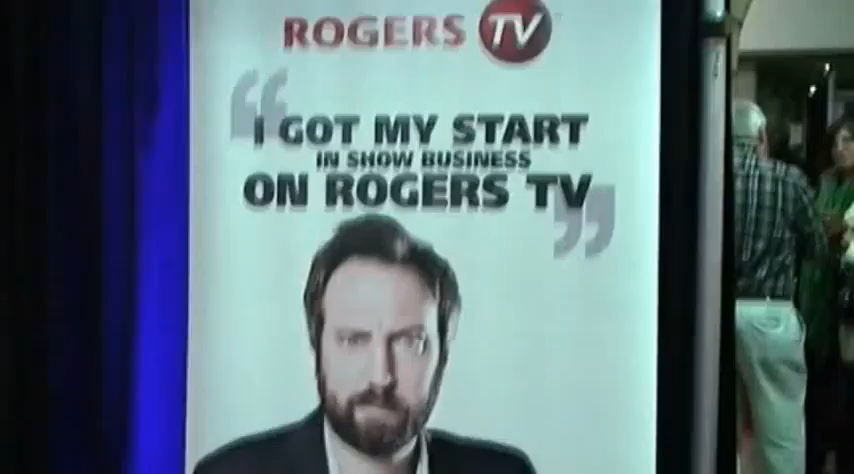 ROGERS TV
“I GOT MY START
IN SHOW BUSINESS
ON ROGERS TV”